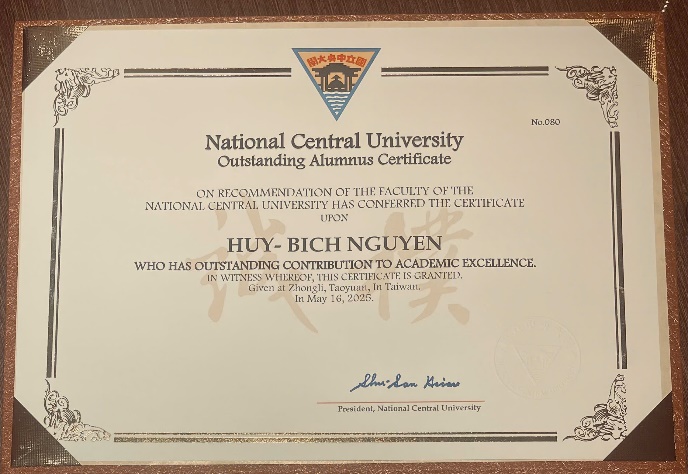 國立中央大學
No.080
National Central University
Outstanding Alumnus Certificate
ON RECOMMENDATION OF THE FACULTY OF THE
NATIONAL CENTRAL UNIVERSITY HAS CONFERRED THE CERTIFICATE
UPON
HUY- BICH NGUYEN
WHO HAS OUTSTANDING CONTRIBUTION TO ACADEMIC EXCELLENCE.
IN WITNESS WHEREOF, THIS CERTIFICATE IS GRANTED.
Given at Zhongli, Taoyuan, In Taiwan.
In May 16, 2025.
誠樸
President, National Central University